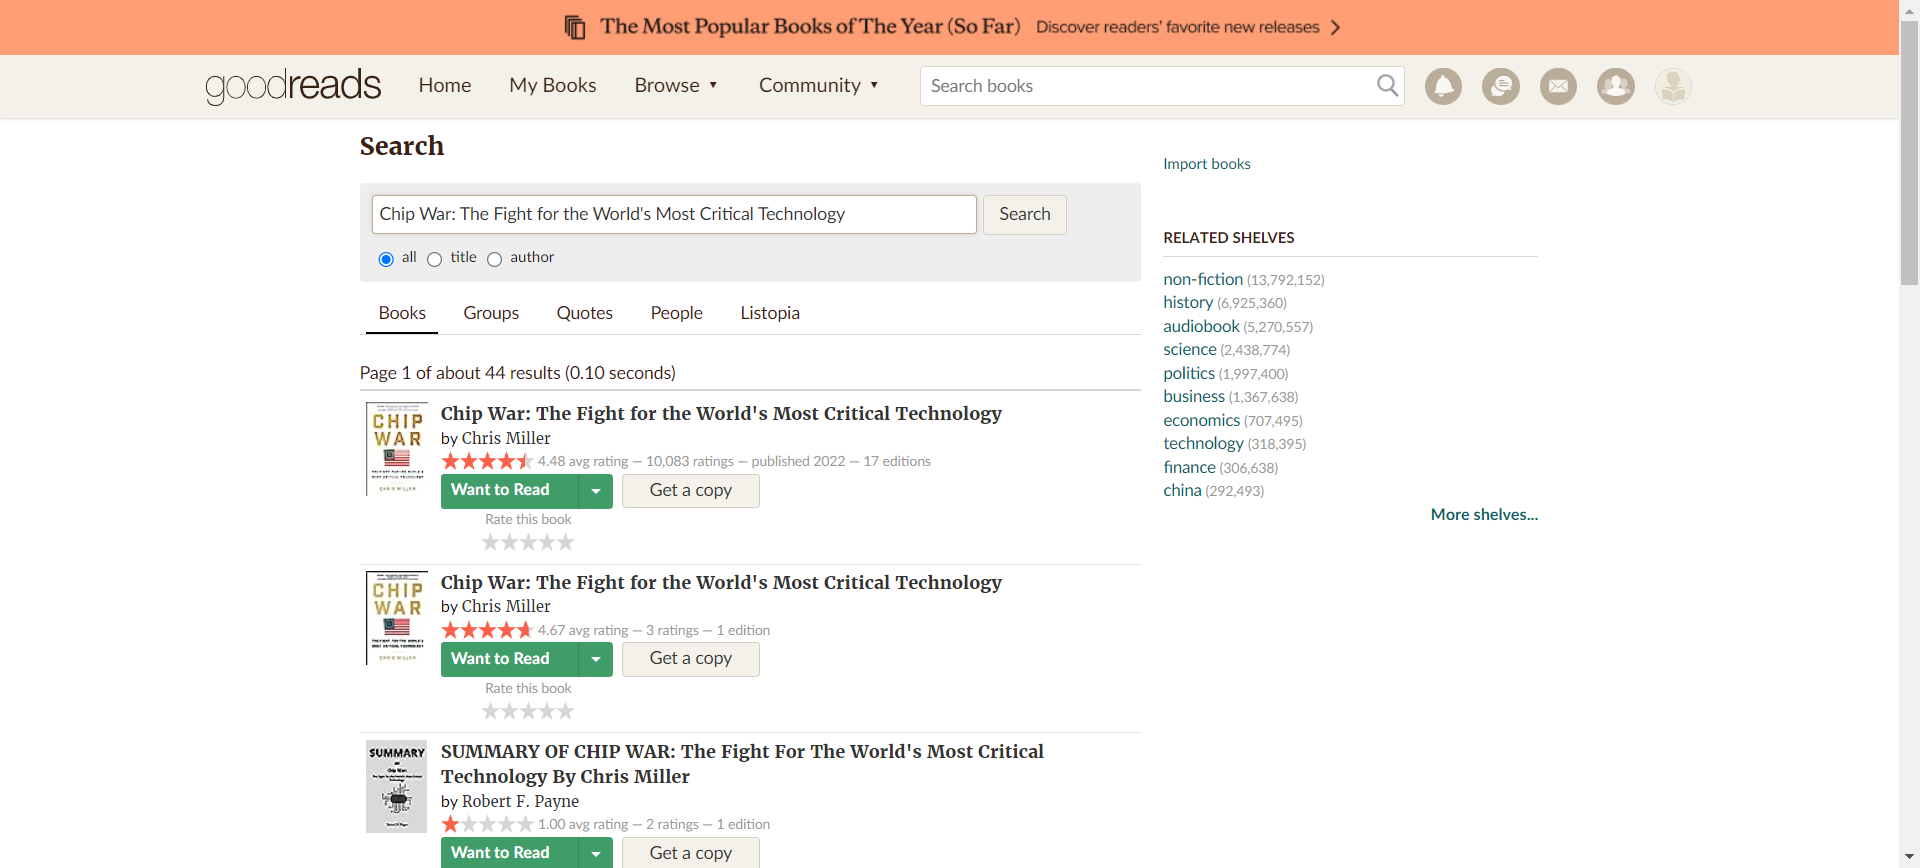 The Most Popular Books of The Year (So Far) Discover readers' favorite new releases
goodreads Home My Books Browse ▼ Community ▼ Search books
Search
Import books
Chip War: The Fight for the World's Most Critical Technology Search
all title author
RELATED SHELVES
non-fiction (13,792,152)
history (6,925,360)
audiobook (5,270,557)
science (2,438,774)
politics (1,997,400)
business (1,367,638)
economics (707,495)
technology (318,395)
finance (306,638)
china (292,493)
More shelves...
Books Groups Quotes People Listopia
Page 1 of about 44 results (0.10 seconds)
CHIP
WAR
CHRIS MILLER
Chip War: The Fight for the World's Most Critical Technology
by Chris Miller
4.48 avg rating — 10,083 ratings — published 2022 — 17 editions
Want to Read Get a copy
Rate this book
CHIP
WAR
CHRIS MILLER
Chip War: The Fight for the World's Most Critical Technology
by Chris Miller
4.67 avg rating — 3 ratings — 1 edition
Want to Read Get a copy
Rate this book
SUMMARY
Chip War:
SUMMARY OF CHIP WAR: The Fight For The World's Most Critical
Technology By Chris Miller
by Robert F. Payne
1.00 avg rating — 2 ratings — 1 edition
Want to Read Get a copy